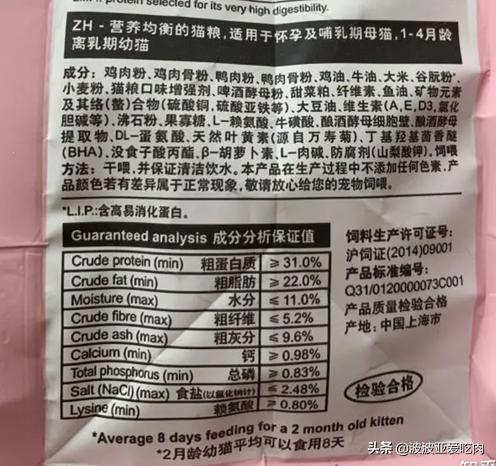 protein selected for its very high digestibility.
ZH - 营养均衡的猫粮,适用于怀孕及哺乳期母猫,1-4月龄
离乳期幼猫
成分:鸡肉粉,鸡肉骨粉,鸭肉粉,鸭肉骨粉,鸡油,牛油,大米,谷朊粉*,
小麦粉,猫粮口味增强剂,啤酒酵母粉,甜菜粕,纤维素,鱼油,矿物元素
及其络(螯)合物(硫酸铜,硫酸亚铁等),大豆油,维生素(A,E,D3,氯化
胆碱等),沸石粉,果寡糖,L-赖氨酸,牛磺酸,酿酒酵母细胞壁,酿酒酵母
提取物,DL-蛋氨酸,天然叶黄素(源自万寿菊),丁基羟基茴香醚
(BHA),没食子酸丙酯,β-胡萝卜素,L-肉碱,防腐剂(山梨酸钾)。饲喂
方法:干喂,并保证清洁饮水。本产品在生产过程中不添加任何色素,产
品颜色若有差异属于正常现象,敬请放心给您的宠物饲喂。
*L.I.P.:含高易消化蛋白。
Guaranteed analysis 成分分析保证值
Crude protein (min) 粗蛋白质 ≥ 31.0%
Crude fat (min) 粗脂肪 ≥ 22.0%
Moisture (max) 水分 ≤ 11.0%
Crude fibre (max) 粗纤维 ≤ 5.2%
Crude ash (max) 粗灰分 ≤ 9.6%
Calcium (min) 钙 ≥ 0.98%
Total phosphorus (min) 总磷 ≥ 0.83%
Salt (NaCl) (max) 食盐(以氯化钠计) ≤ 2.48%
Lysine (min) 赖氨酸 ≥ 0.80%
饲料生产许可证号:
沪饲证(2014)09001
产品标准编号:
Q31/0120000073C001
产品质量检验合格
产地:中国上海市
检验合格
*Average 8 days feeding for a 2 month old kitten
*2月龄幼猫平均可以食用8天
头条 @波波亚爱吃肉